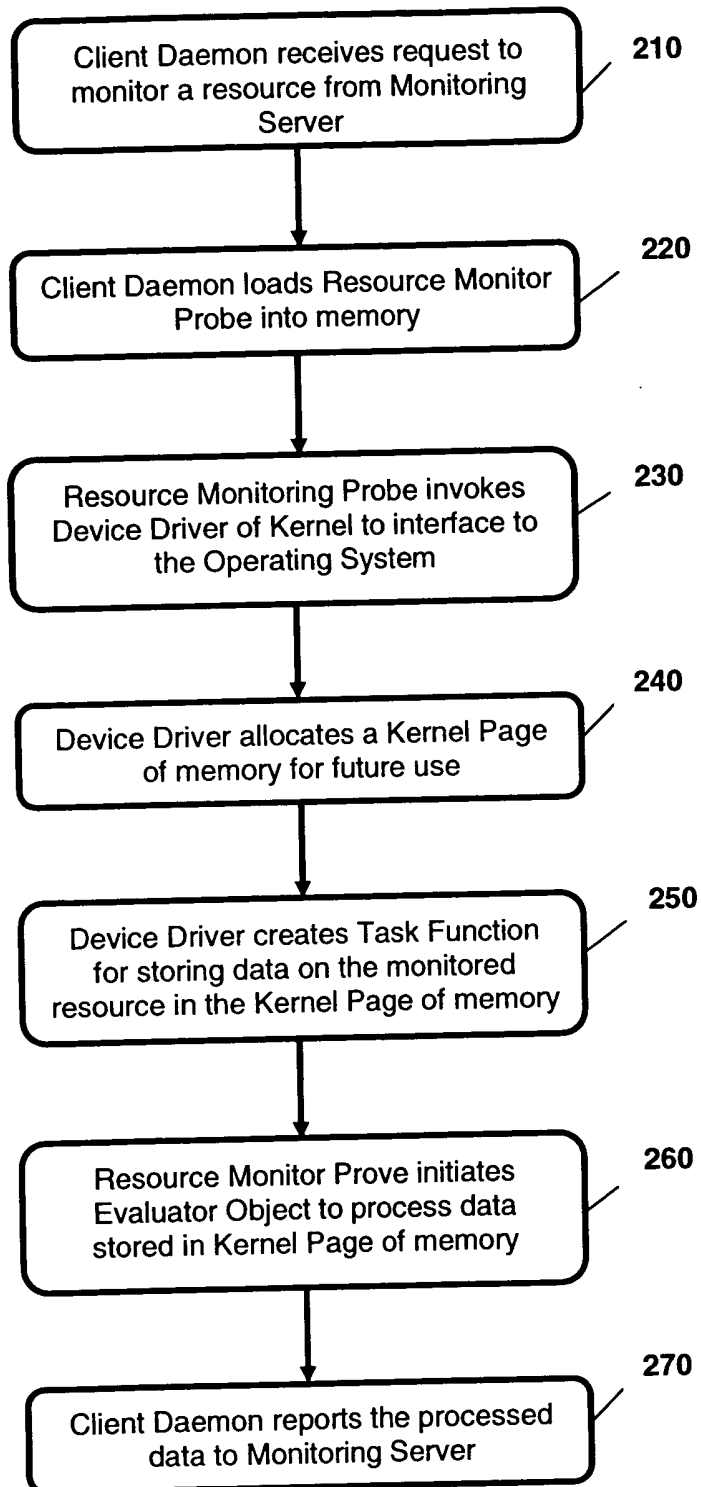 Client Daemon receives request to
monitor a resource from Monitoring
Server
210
Client Daemon loads Resource Monitor
Probe into memory
220
Resource Monitoring Probe invokes
Device Driver of Kernel to interface to
the Operating System
230
Device Driver allocates a Kernel Page
of memory for future use
240
Device Driver creates Task Function
for storing data on the monitored
resource in the Kernel Page of memory
250
Resource Monitor Prove initiates
Evaluator Object to process data
stored in Kernel Page of memory
260
Client Daemon reports the processed
data to Monitoring Server
270